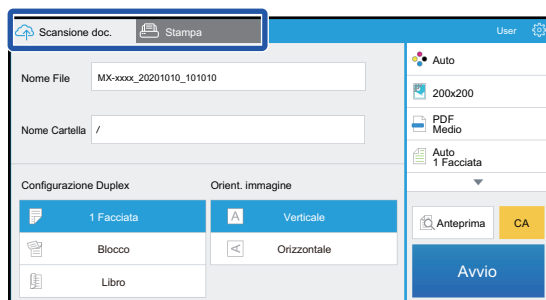 Scansione doc.
Stampa
User
Nome File
MX-xxxx_20201010_101010
Nome Cartella
/
Configurazione Duplex
1 Facciata
Blocco
Libro
Orient. immagine
A
Verticale
A
Orizzontale
Auto
200x200
PDF
Medio
Auto
1 Facciata
Anteprima
CA
Avvio